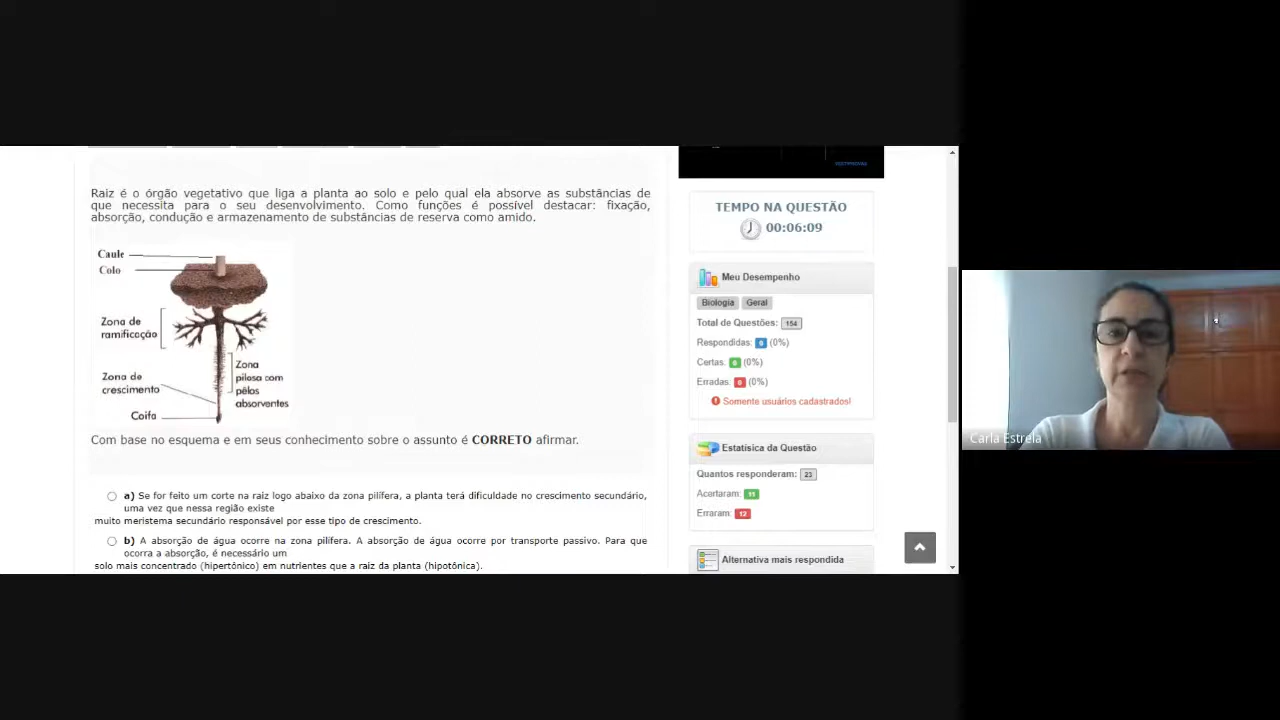 Raiz é o órgão vegetativo que liga a planta ao solo e pelo qual ela absorve as substâncias de
que necessita para o seu desenvolvimento. Como funções é possível destacar: fixação,
absorção, condução e armazenamento de substâncias de reserva como amido.
Caule
Colo
Zona de
ramificação
Zona
pilosa com
pêlos
absorventes
Zona de
crescimento
Coifa
Com base no esquema e em seus conhecimento sobre o assunto é CORRETO afirmar.
a) Se for feito um corte na raiz logo abaixo da zona pilífera, a planta terá dificuldade no crescimento secundário,
uma vez que nessa região existe
muito meristema secundário responsável por esse tipo de crescimento.
b) A absorção de água ocorre na zona pilífera. A absorção de água ocorre por transporte passivo. Para que
ocorra a absorção, é necessário um
solo mais concentrado (hipertônico) em nutrientes que a raiz da planta (hipotônica).
TEMPO NA QUESTÃO
00:06:09
Meu Desempenho
Biologia Geral
Total de Questões: 154
Respondidas: 0 (0%)
Certas: 0 (0%)
Erradas: 0 (0%)
Somente usuários cadastrados!
Estatísica da Questão
Quantos responderam: 23
Acertaram: 11
Erraram: 12
Alternativa mais respondida
Carla Estrela